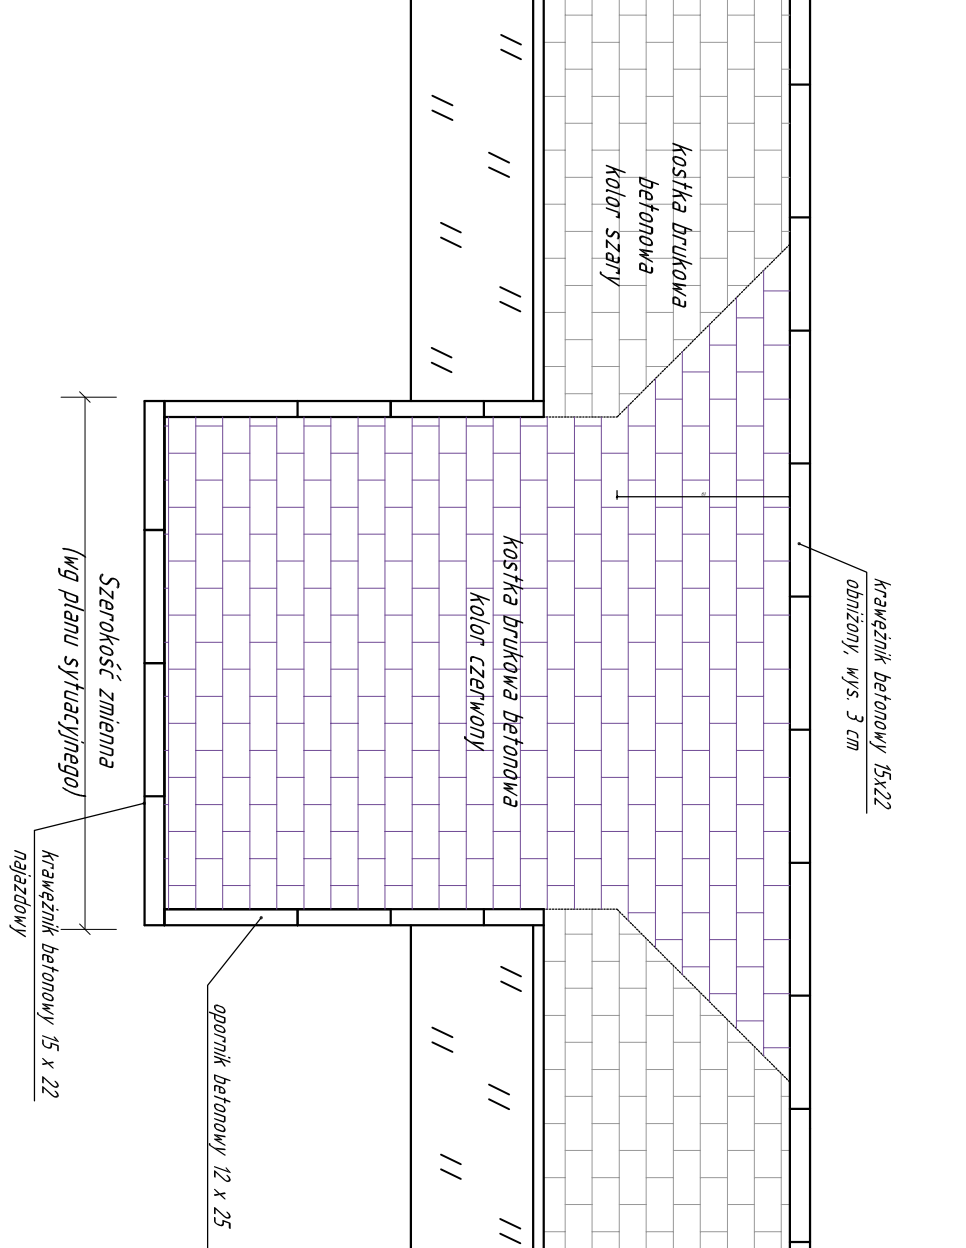 krawężnik betonowy 15x22
obniżony, wys. 3 cm
kostka brukowa
betonowa
kolor szary
kostka brukowa betonowa
kolor czerwony
opornik betonowy 12 x 25
Szerokość zmienna
(wg planu sytuacyjnego)
krawężnik betonowy 15 x 22
najazdowy